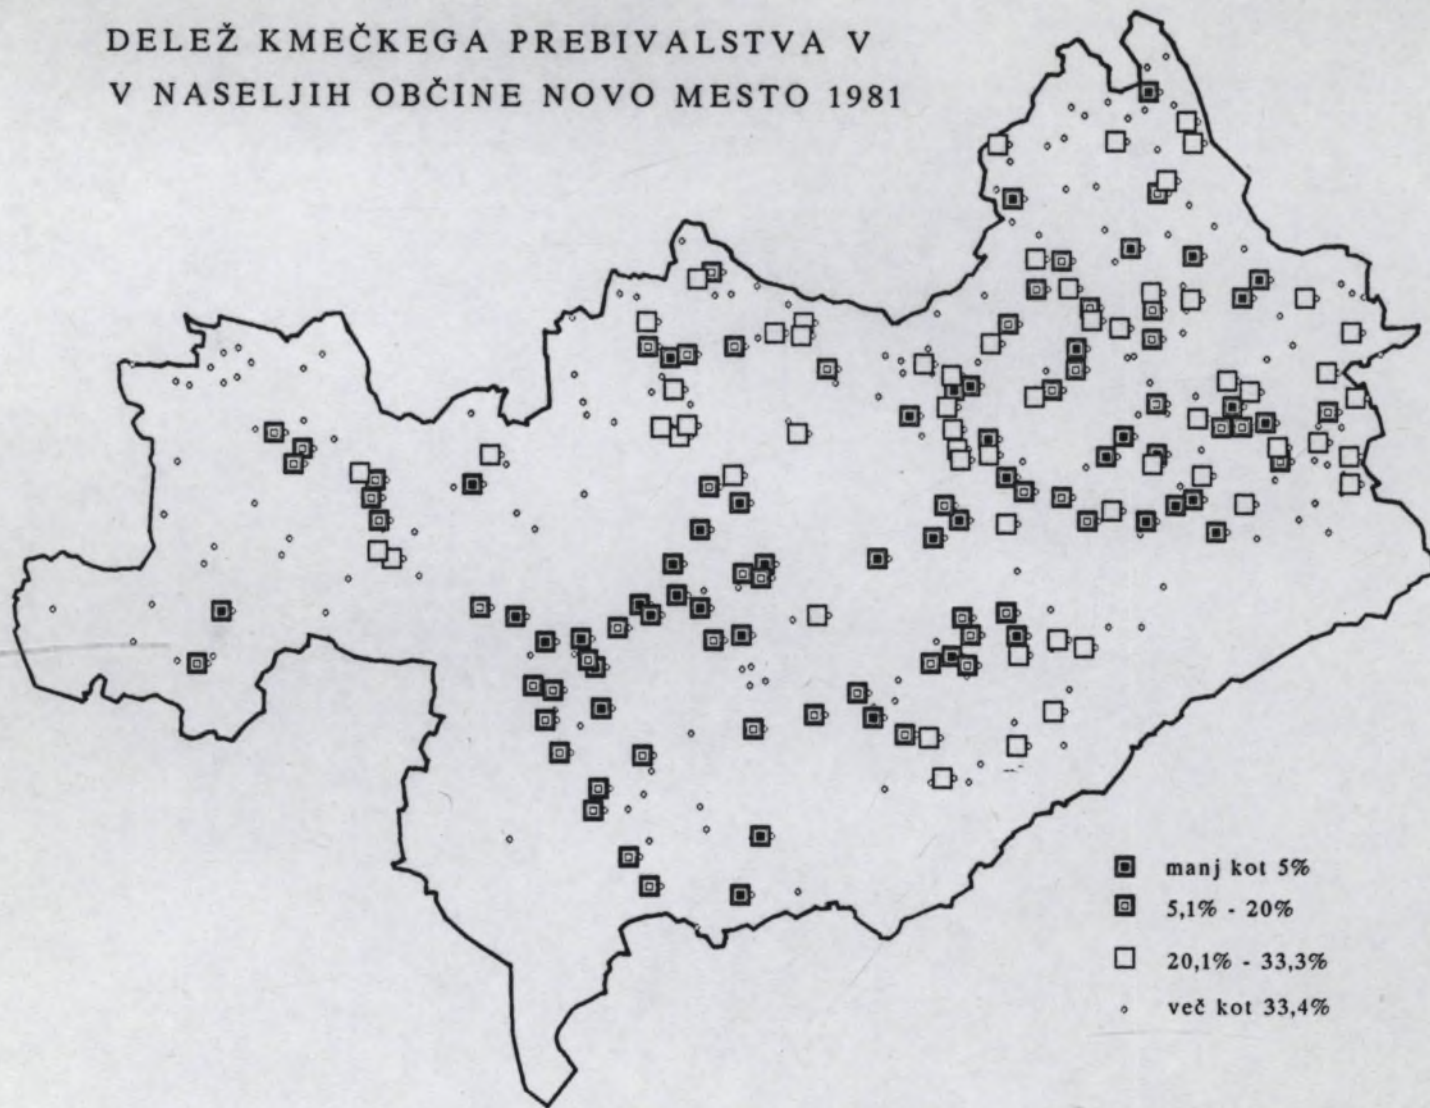 DELEŽ KMEČKEGA PREBIVALSTVA V
V NASELJIH OBČINE NOVO MESTO 1981
manj kot 5%
5,1% - 20%
20,1% - 33,3%
več kot 33,4%